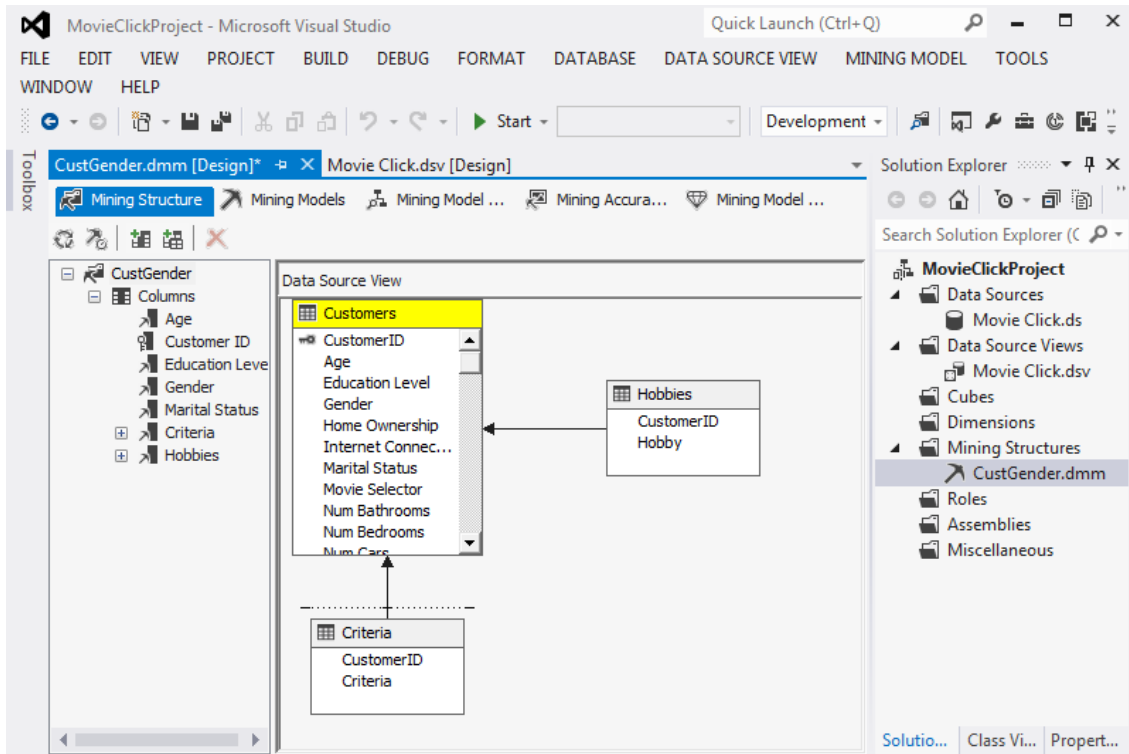 MovieClickProject - Microsoft Visual Studio
Quick Launch (Ctrl+Q)
FILE EDIT VIEW PROJECT BUILD DEBUG FORMAT DATABASE DATA SOURCE VIEW MINING MODEL TOOLS
WINDOW HELP
Start
Development
Toolbox
CustGender.dmm [Design]*
Movie Click.dsv [Design]
Mining Structure
Mining Models
Mining Model ...
Mining Accura...
Mining Model ...
CustGender
Columns
Age
Customer ID
Education Leve
Gender
Marital Status
Criteria
Hobbies
Data Source View
Customers
CustomerID
Age
Education Level
Gender
Home Ownership
Internet Connec...
Marital Status
Movie Selector
Num Bathrooms
Num Bedrooms
Num Cars
Hobbies
CustomerID
Hobby
Criteria
CustomerID
Criteria
Solution Explorer
Search Solution Explorer (C
MovieClickProject
Data Sources
Movie Click.ds
Data Source Views
Movie Click.dsv
Cubes
Dimensions
Mining Structures
CustGender.dmm
Roles
Assemblies
Miscellaneous
Solutio...
Class Vi...
Propert...